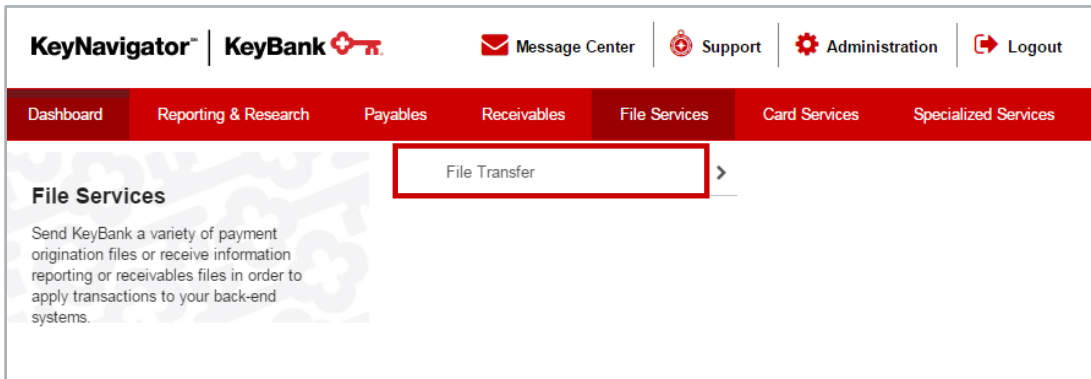 KeyNavigator™ | KeyBank Message Center Support Administration Logout
Dashboard Reporting & Research Payables Receivables File Services Card Services Specialized Services
File Transfer
File Services
Send KeyBank a variety of payment
origination files or receive information
reporting or receivables files in order to
apply transactions to your back-end
systems.